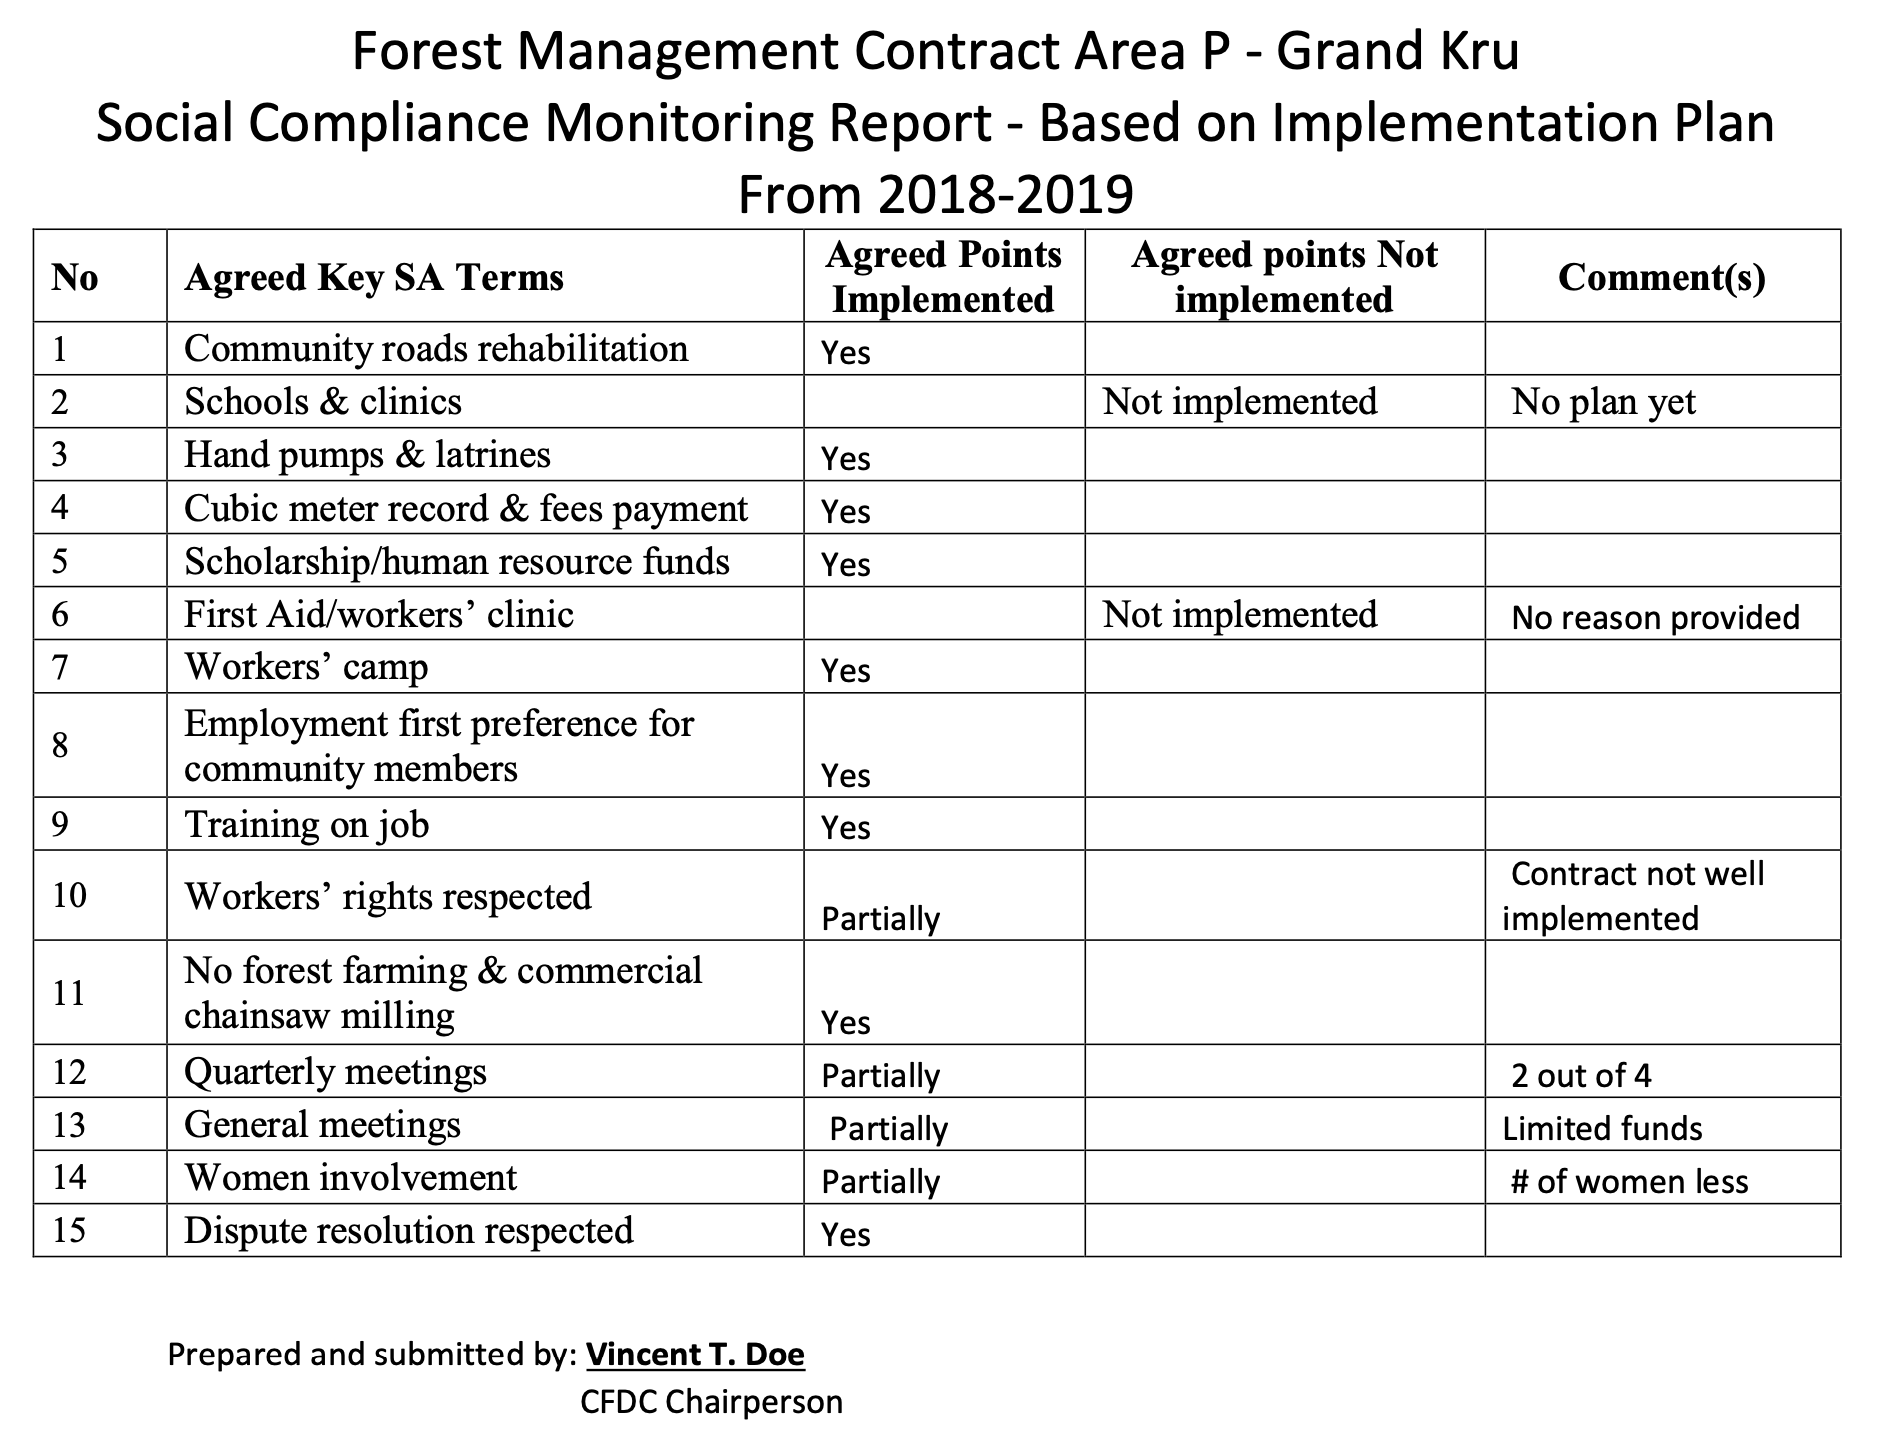 Forest Management Contract Area P - Grand Kru
Social Compliance Monitoring Report - Based on Implementation Plan
From 2018-2019
No Agreed Key SA Terms Agreed Points Implemented Agreed points Not implemented Comment(s)
1 Community roads rehabilitation Yes
2 Schools & clinics Not implemented No plan yet
3 Hand pumps & latrines Yes
4 Cubic meter record & fees payment Yes
5 Scholarship/human resource funds Yes
6 First Aid/workers’ clinic Not implemented No reason provided
7 Workers’ camp Yes
8 Employment first preference for community members Yes
9 Training on job Yes
10 Workers’ rights respected Partially Contract not well implemented
11 No forest farming & commercial chainsaw milling Yes
12 Quarterly meetings Partially 2 out of 4
13 General meetings Partially Limited funds
14 Women involvement Partially # of women less
15 Dispute resolution respected Yes
Prepared and submitted by: Vincent T. Doe
CFDC Chairperson